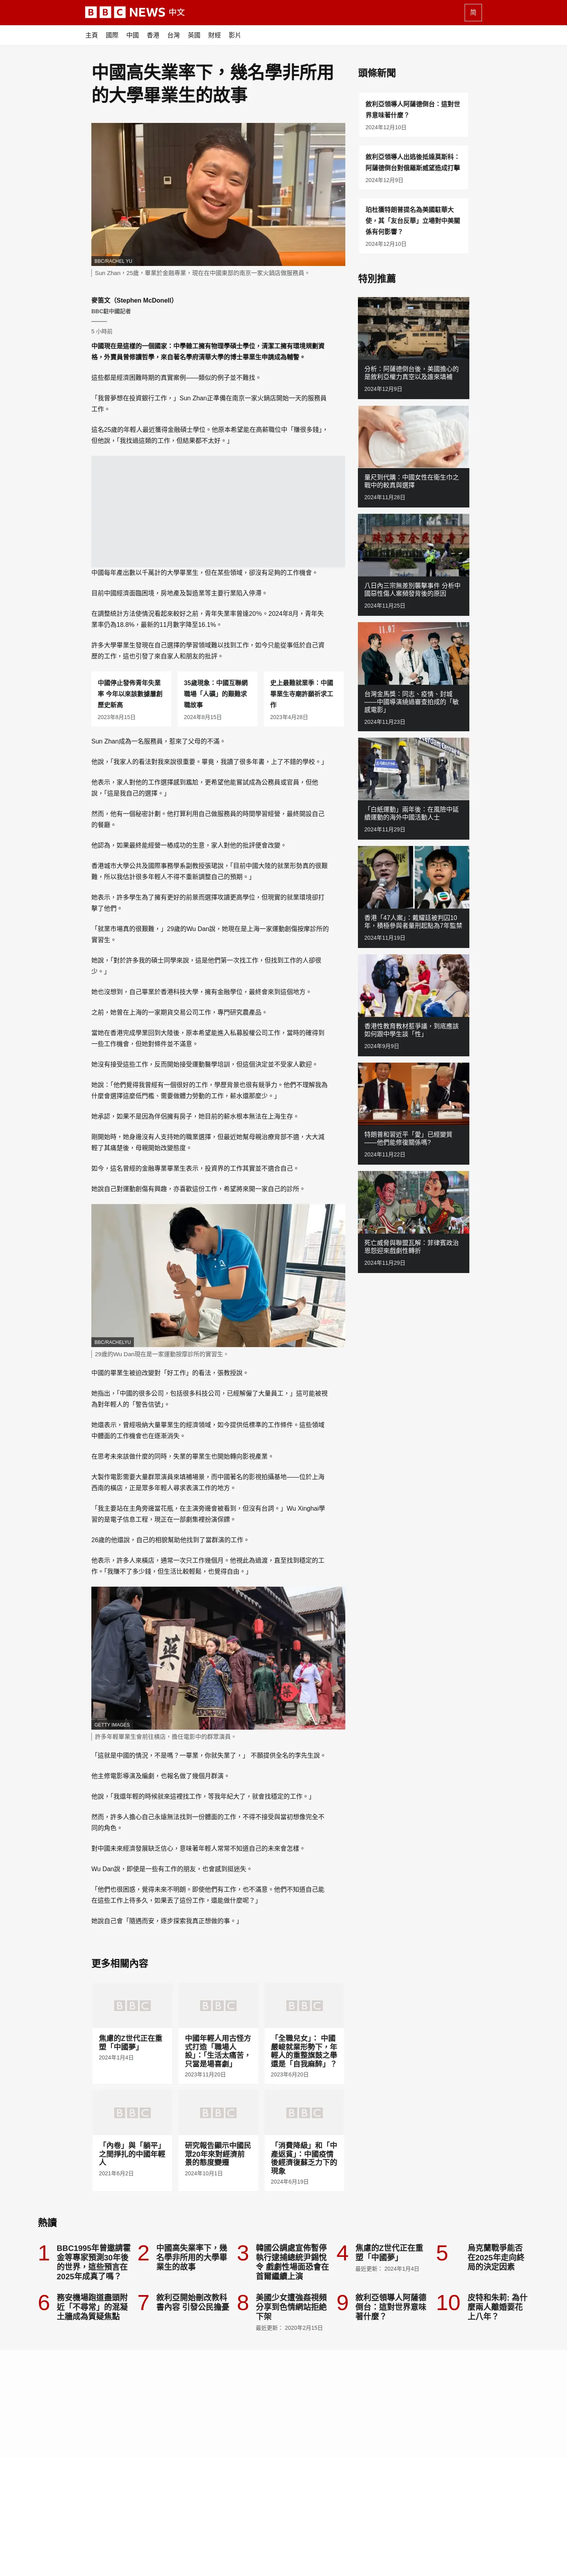 BBC NEWS 中文
简
主頁 國際 中國 香港 台灣 英國 財經 影片
中國高失業率下，幾名學非所用
的大學畢業生的故事
BBC/RACHEL YU
Sun Zhan，25歲，畢業於金融專業，現在在中國東部的南京一家火鍋店做服務員。
麥笛文（Stephen McDonell）
BBC駐中國記者
5 小時前
中國現在是這樣的一個國家：中學雜工擁有物理學碩士學位，清潔工擁有環境規劃資
格，外賣員曾修讀哲學，來自著名學府清華大學的博士畢業生申請成為輔警。
這些都是經濟困難時期的真實案例——類似的例子並不難找。
「我曾夢想在投資銀行工作，」Sun Zhan正準備在南京一家火鍋店開始一天的服務員
工作。
這名25歲的年輕人最近獲得金融碩士學位。他原本希望能在高薪職位中「賺很多錢」，
但他說，「我找過這類的工作，但結果都不太好。」
中國每年產出數以千萬計的大學畢業生，但在某些領域，卻沒有足夠的工作機會。
目前中國經濟面臨困境，房地產及製造業等主要行業陷入停滯。
在調整統計方法使情況看起來較好之前，青年失業率曾達20％。2024年8月，青年失
業率仍為18.8%，最新的11月數字降至16.1%。
許多大學畢業生發現在自己選擇的學習領域難以找到工作，如今只能從事低於自己資
歷的工作，這也引發了來自家人和朋友的批評。
中國停止發佈青年失業
率 今年以來該數據屢創
歷史新高
2023年8月15日
35歲現象：中國互聯網
職場「人礦」的艱難求
職故事
2024年8月15日
史上最難就業季：中國
畢業生寺廟許願祈求工
作
2023年4月28日
Sun Zhan成為一名服務員，惹來了父母的不滿。
他說，「我家人的看法對我來說很重要。畢竟，我讀了很多年書，上了不錯的學校。」
他表示，家人對他的工作選擇感到尷尬，更希望他能嘗試成為公務員或官員，但他
說，「這是我自己的選擇。」
然而，他有一個秘密計劃。他打算利用自己做服務員的時間學習經營，最終開設自己
的餐廳。
他認為，如果最終能經營一樁成功的生意，家人對他的批評便會改變。
香港城市大學公共及國際事務學系副教授張珺說，「目前中國大陸的就業形勢真的很艱
難，所以我估計很多年輕人不得不重新調整自己的預期。」
她表示，許多學生為了擁有更好的前景而選擇攻讀更高學位，但現實的就業環境卻打
擊了他們。
「就業市場真的很艱難，」29歲的Wu Dan說，她現在是上海一家運動創傷按摩診所的
實習生。
她說，「對於許多我的碩士同學來說，這是他們第一次找工作，但找到工作的人卻很
少。」
她也沒想到，自己畢業於香港科技大學，擁有金融學位，最終會來到這個地方。
之前，她曾在上海的一家期貨交易公司工作，專門研究農產品。
當她在香港完成學業回到大陸後，原本希望能進入私募股權公司工作，當時的確得到
一些工作機會，但她對條件並不滿意。
她沒有接受這些工作，反而開始接受運動醫學培訓，但這個決定並不受家人歡迎。
她說：「他們覺得我曾經有一個很好的工作，學歷背景也很有競爭力。他們不理解我為
什麼會選擇這麼低門檻、需要做體力勞動的工作，薪水還那麼少。」
她承認，如果不是因為伴侶擁有房子，她目前的薪水根本無法在上海生存。
剛開始時，她身邊沒有人支持她的職業選擇，但最近她幫母親治療背部不適，大大減
輕了其痛楚後，母親開始改變態度。
如今，這名曾經的金融專業畢業生表示，投資界的工作其實並不適合自己。
她說自己對運動創傷有興趣，亦喜歡這份工作，希望將來開一家自己的診所。
BBC/RACHELYU
29歲的Wu Dan現在是一家運動按摩診所的實習生。
中國的畢業生被迫改變對「好工作」的看法，張教授說。
她指出，「中國的很多公司，包括很多科技公司，已經解僱了大量員工，」這可能被視
為對年輕人的「警告信號」。
她還表示，曾經吸納大量畢業生的經濟領域，如今提供低標準的工作條件。這些領域
中體面的工作機會也在逐漸消失。
在思考未來該做什麼的同時，失業的畢業生也開始轉向影視產業。
大製作電影需要大量群眾演員來填補場景，而中國著名的影視拍攝基地——位於上海
西南的橫店，正是眾多年輕人尋求表演工作的地方。
「我主要站在主角旁邊當花瓶，在主演旁邊會被看到，但沒有台詞。」Wu Xinghai學
習的是電子信息工程，現正在一部劇集裡扮演保鏢。
26歲的他還說，自己的相貌幫助他找到了當群演的工作。
他表示，許多人來橫店，通常一次只工作幾個月。他視此為過渡，直至找到穩定的工
作。「我賺不了多少錢，但生活比較輕鬆，也覺得自由。」
GETTY IMAGES
許多年輕畢業生會前往橫店，擔任電影中的群眾演員。
「這就是中國的情況，不是嗎？一畢業，你就失業了，」 不願提供全名的李先生說。
他主修電影導演及編劇，也報名做了幾個月群演。
他說，「我還年輕的時候就來這裡找工作，等我年紀大了，就會找穩定的工作。」
然而，許多人擔心自己永遠無法找到一份體面的工作，不得不接受與當初想像完全不
同的角色。
對中國未來經濟發展缺乏信心，意味著年輕人常常不知道自己的未來會怎樣。
Wu Dan說，即使是一些有工作的朋友，也會感到挺迷失。
「他們也很困惑，覺得未來不明朗。即使他們有工作，也不滿意。他們不知道自己能
在這些工作上待多久，如果丟了這份工作，還能做什麼呢？」
她說自己會「隨遇而安，逐步探索我真正想做的事。」
更多相關內容
焦慮的Z世代正在重
塑「中國夢」
2024年1月4日
中國年輕人用古怪方
式打造「職場人
設」：「生活太痛苦，
只當是場喜劇」
2023年11月20日
「全職兒女」： 中國
嚴峻就業形勢下，年
輕人的重整旗鼓之舉
還是「自我麻醉」？
2023年6月20日
「內卷」與「躺平」
之間掙扎的中國年輕
人
2021年6月2日
研究報告顯示中國民
眾20年來對經濟前
景的態度變遷
2024年10月1日
「消費降級」和「中
產返貧」：中國疫情
後經濟復蘇乏力下的
現象
2024年6月19日
頭條新聞
敘利亞領導人阿薩德倒台：這對世
界意味著什麼？
2024年12月10日
敘利亞領導人出逃後抵達莫斯科：
阿薩德倒台對俄羅斯威望造成打擊
2024年12月9日
珀杜獲特朗普提名為美國駐華大
使，其「友台反華」立場對中美關
係有何影響？
2024年12月10日
特別推薦
分析：阿薩德倒台後，美國擔心的
是敘利亞權力真空以及誰來填補
2024年12月9日
量尺到代購：中國女性在衛生巾之
戰中的較真與選擇
2024年11月28日
八日內三宗無差別襲擊事件 分析中
國惡性傷人案頻發背後的原因
2024年11月25日
台灣金馬獎：同志、疫情、封城
——中國導演繞過審查拍成的「敏
感電影」
2024年11月23日
「白紙運動」兩年後：在風險中延
續運動的海外中國活動人士
2024年11月29日
香港「47人案」：戴耀廷被判囚10
年，積極參與者量刑起點為7年監禁
2024年11月19日
香港性教育教材惹爭議，到底應該
如何跟中學生談「性」
2024年9月9日
特朗普和習近平「愛」已經變質
——他們能修復關係嗎?
2024年11月22日
死亡威脅與聯盟瓦解：菲律賓政治
恩怨迎來戲劇性轉折
2024年11月29日
熱讀
1 BBC1995年曾邀請霍
金等專家預測30年後
的世界，這些預言在
2025年成真了嗎？
2 中國高失業率下，幾
名學非所用的大學畢
業生的故事
3 韓國公調處宣佈暫停
執行逮捕總統尹錫悅
令 戲劇性場面恐會在
首爾繼續上演
4 焦慮的Z世代正在重
塑「中國夢」
最近更新： 2024年1月4日
5 烏克蘭戰爭能否
在2025年走向終
局的決定因素
6 務安機場跑道盡頭附
近「不尋常」的混凝
土牆成為質疑焦點
7 敘利亞開始刪改教科
書內容 引發公民擔憂
8 美國少女遭強姦視頻
分享到色情網站拒絶
下架
最近更新： 2020年2月15日
9 敘利亞領導人阿薩德
倒台：這對世界意味
著什麼？
10 皮特和朱莉: 為什
麼兩人離婚要花
上八年？